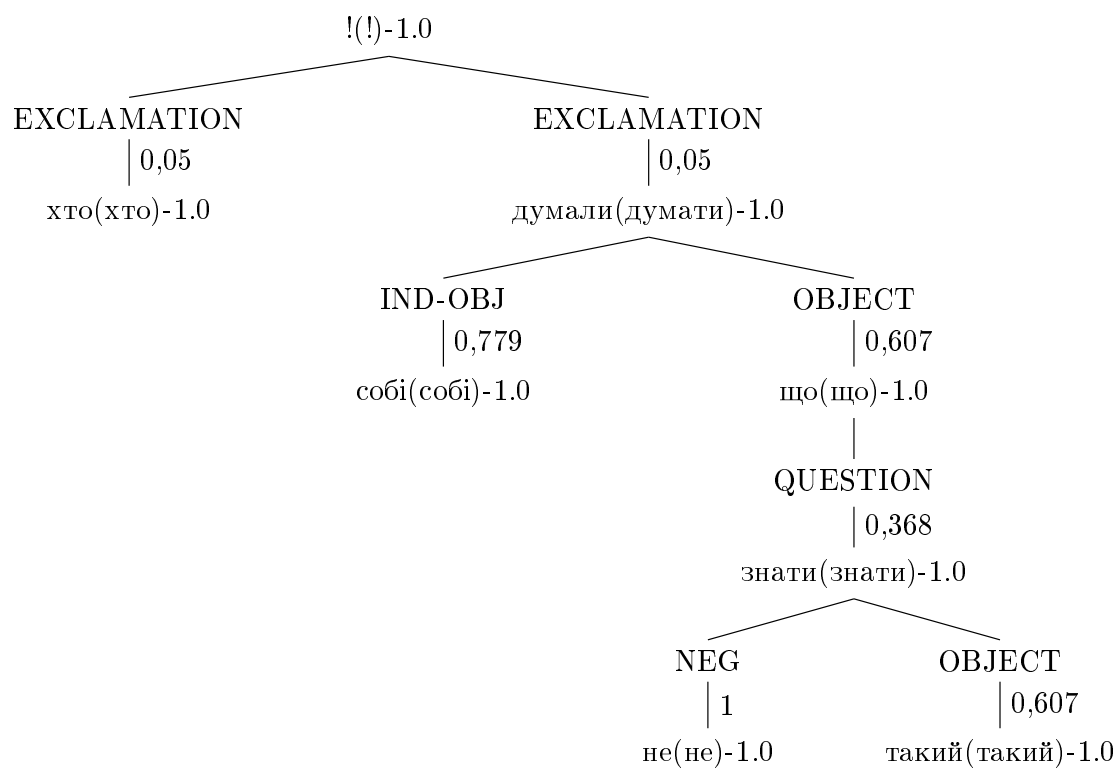 !(!)-1.0
EXCLAMATION EXCLAMATION
0,05 0,05
хто(хто)-1.0 думали(думати)-1.0
IND-OBJ OBJECT
0,779 0,607
собі(собі)-1.0 що(що)-1.0
QUESTION
0,368
знати(знати)-1.0
NEG OBJECT
1 0,607
не(не)-1.0 такий(такий)-1.0